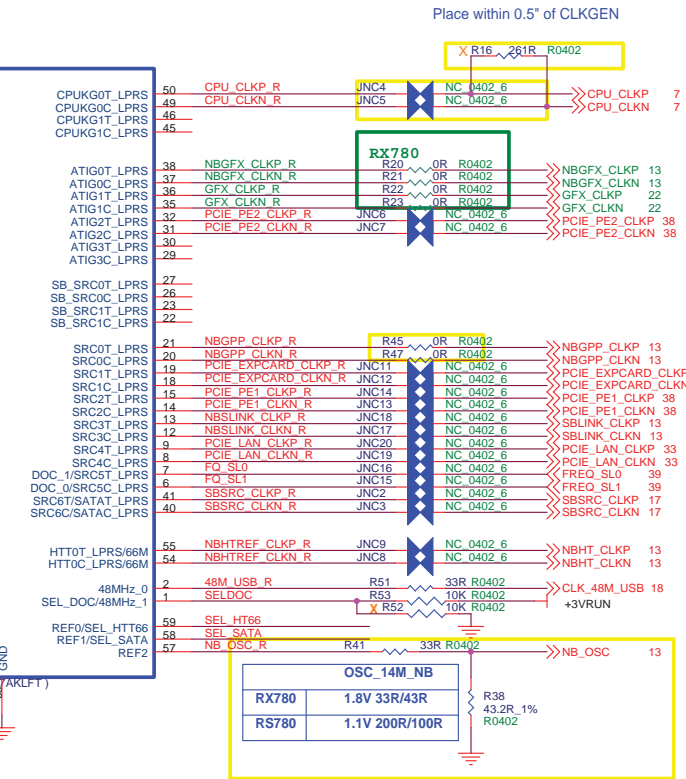 Place within 0.5" of CLKGEN
X R16 261R R0402
CPUKG0T_LPRS 50 CPU_CLKP_R JNC4 NC_0402_6 CPU_CLKP 7
CPUKG0C_LPRS 49 CPU_CLKN_R JNC5 NC_0402_6 CPU_CLKN 7
CPUKG1T_LPRS 46
CPUKG1C_LPRS 45
RX780
ATIG0T_LPRS 38 NBGFX_CLKP_R R20 0R R0402 NBGFX_CLKP 13
ATIG0C_LPRS 37 NBGFX_CLKN_R R21 0R R0402 NBGFX_CLKN 13
ATIG1T_LPRS 36 GFX_CLKP_R R22 0R R0402 GFX_CLKP 22
ATIG1C_LPRS 35 GFX_CLKN_R R23 0R R0402 GFX_CLKN 22
ATIG2T_LPRS 32 PCIE_PE2_CLKP_R JNC6 NC_0402_6 PCIE_PE2_CLKP 38
ATIG2C_LPRS 31 PCIE_PE2_CLKN_R JNC7 NC_0402_6 PCIE_PE2_CLKN 38
ATIG3T_LPRS 30
ATIG3C_LPRS 29
SB_SRC0T_LPRS 27
SB_SRC0C_LPRS 26
SB_SRC1T_LPRS 23
SB_SRC1C_LPRS 22
SRC0T_LPRS 21 NBGPP_CLKP_R R45 0R R0402 NBGPP_CLKP 13
SRC0C_LPRS 20 NBGPP_CLKN_R R47 0R R0402 NBGPP_CLKN 13
SRC1T_LPRS 19 PCIE_EXPCARD_CLKP_R JNC11 NC_0402_6 PCIE_EXPCARD_CLKP
SRC1C_LPRS 18 PCIE_EXPCARD_CLKN_R JNC12 NC_0402_6 PCIE_EXPCARD_CLKN
SRC2T_LPRS 15 PCIE_PE1_CLKP_R JNC14 NC_0402_6 PCIE_PE1_CLKP 38
SRC2C_LPRS 14 PCIE_PE1_CLKN_R JNC13 NC_0402_6 PCIE_PE1_CLKN 38
SRC3T_LPRS 13 NBSLINK_CLKP_R JNC18 NC_0402_6 SBLINK_CLKP 13
SRC3C_LPRS 12 NBSLINK_CLKN_R JNC17 NC_0402_6 SBLINK_CLKN 13
SRC4T_LPRS 9 PCIE_LAN_CLKP_R JNC20 NC_0402_6 PCIE_LAN_CLKP 33
SRC4C_LPRS 8 PCIE_LAN_CLKN_R JNC19 NC_0402_6 PCIE_LAN_CLKN 33
DOC_1/SRC5T_LPRS 7 FQ_SL0 JNC16 NC_0402_6 FREQ_SL0 39
DOC_0/SRC5C_LPRS 6 FQ_SL1 JNC15 NC_0402_6 FREQ_SL1 39
SRC6T/SATAT_LPRS 41 SBSRC_CLKP_R JNC2 NC_0402_6 SBSRC_CLKP 17
SRC6C/SATAC_LPRS 40 SBSRC_CLKN_R JNC3 NC_0402_6 SBSRC_CLKN 17
HTT0T_LPRS/66M 55 NBHTREF_CLKP_R JNC9 NC_0402_6 NBHT_CLKP 13
HTT0C_LPRS/66M 54 NBHTREF_CLKN_R JNC8 NC_0402_6 NBHT_CLKN 13
48MHz_0 2 48M_USB_R R51 33R R0402 CLK_48M_USB 18
SEL_DOC/48MHz_1 1 SELDOC R53 10K R0402 +3VRUN
X R52 10K R0402
REF0/SEL_HTT66 59 SEL_HT66
REF1/SEL_SATA 58 SEL_SATA
REF2 57 NB_OSC_R R41 33R R0402 NB_OSC 13
GND
AKLFT )
OSC_14M_NB
RX780 1.8V 33R/43R
RS780 1.1V 200R/100R
R38
43.2R_1%
R0402